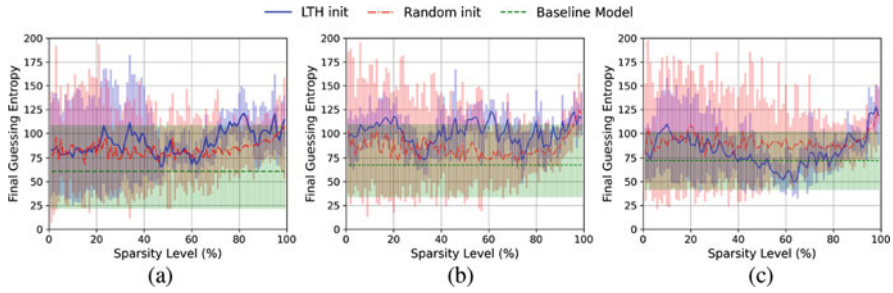 LTH init Random init Baseline Model
Final Guessing Entropy
200
175
150
125
100
75
50
25
0
0 20 40 60 80 100
Sparsity Level (%)
(a)
Final Guessing Entropy
200
175
150
125
100
75
50
25
0
0 20 40 60 80 100
Sparsity Level (%)
(b)
Final Guessing Entropy
200
175
150
125
100
75
50
25
0
0 20 40 60 80 100
Sparsity Level (%)
(c)